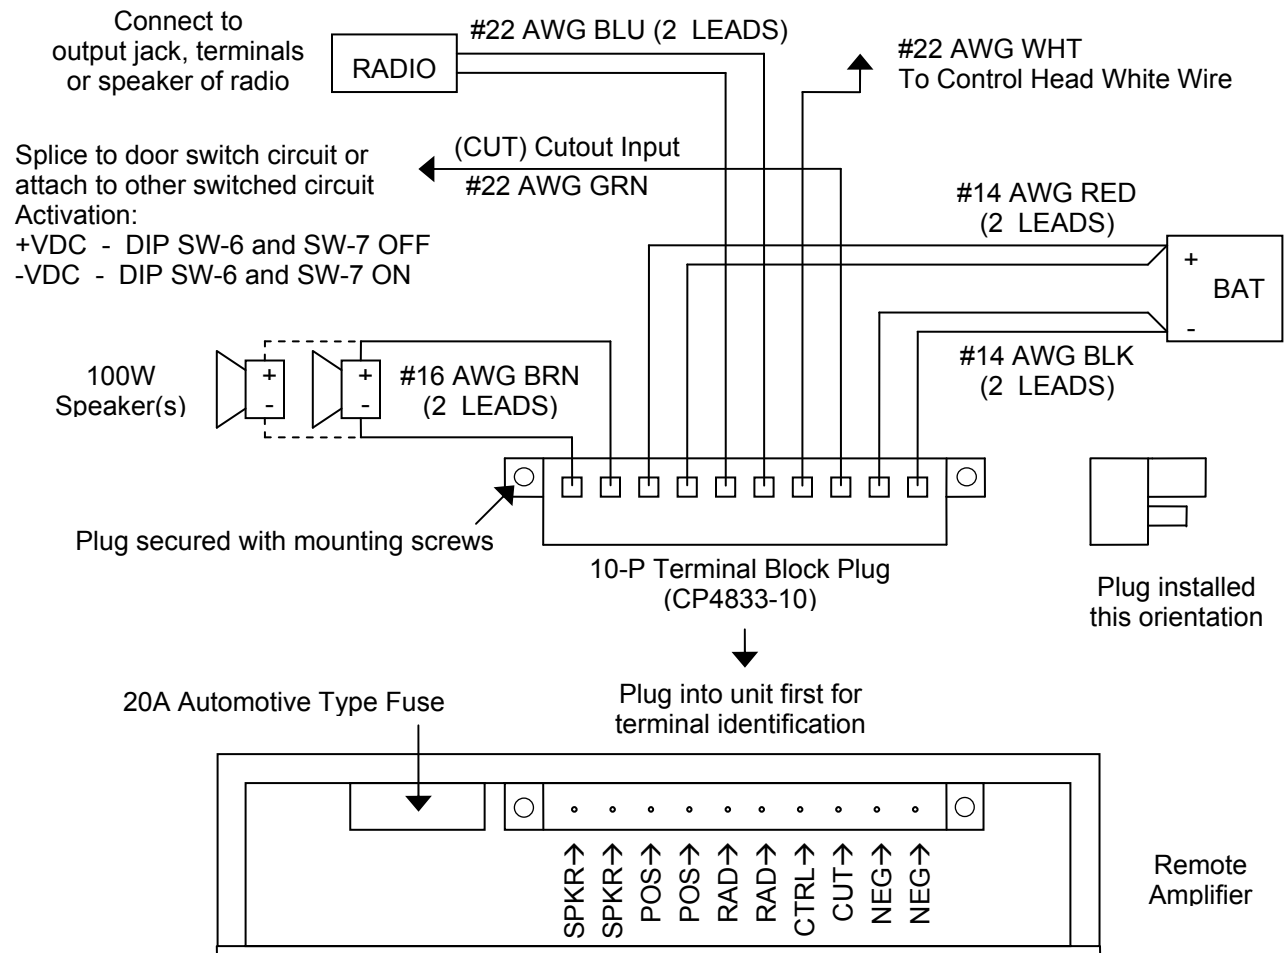 Connect to
output jack, terminals
or speaker of radio
RADIO
#22 AWG BLU (2 LEADS)
#22 AWG WHT
To Control Head White Wire
Splice to door switch circuit or
attach to other switched circuit
Activation:
+VDC - DIP SW-6 and SW-7 OFF
-VDC - DIP SW-6 and SW-7 ON
(CUT) Cutout Input
#22 AWG GRN
#14 AWG RED
(2 LEADS)
+
BAT
-
#14 AWG BLK
(2 LEADS)
100W
Speaker(s)
+
-
+
-
#16 AWG BRN
(2 LEADS)
Plug secured with mounting screws
10-P Terminal Block Plug
(CP4833-10)
Plug installed
this orientation
Plug into unit first for
terminal identification
20A Automotive Type Fuse
SPKR→
SPKR→
POS→
POS→
RAD→
RAD→
CTRL→
CUT→
NEG→
NEG→
Remote
Amplifier